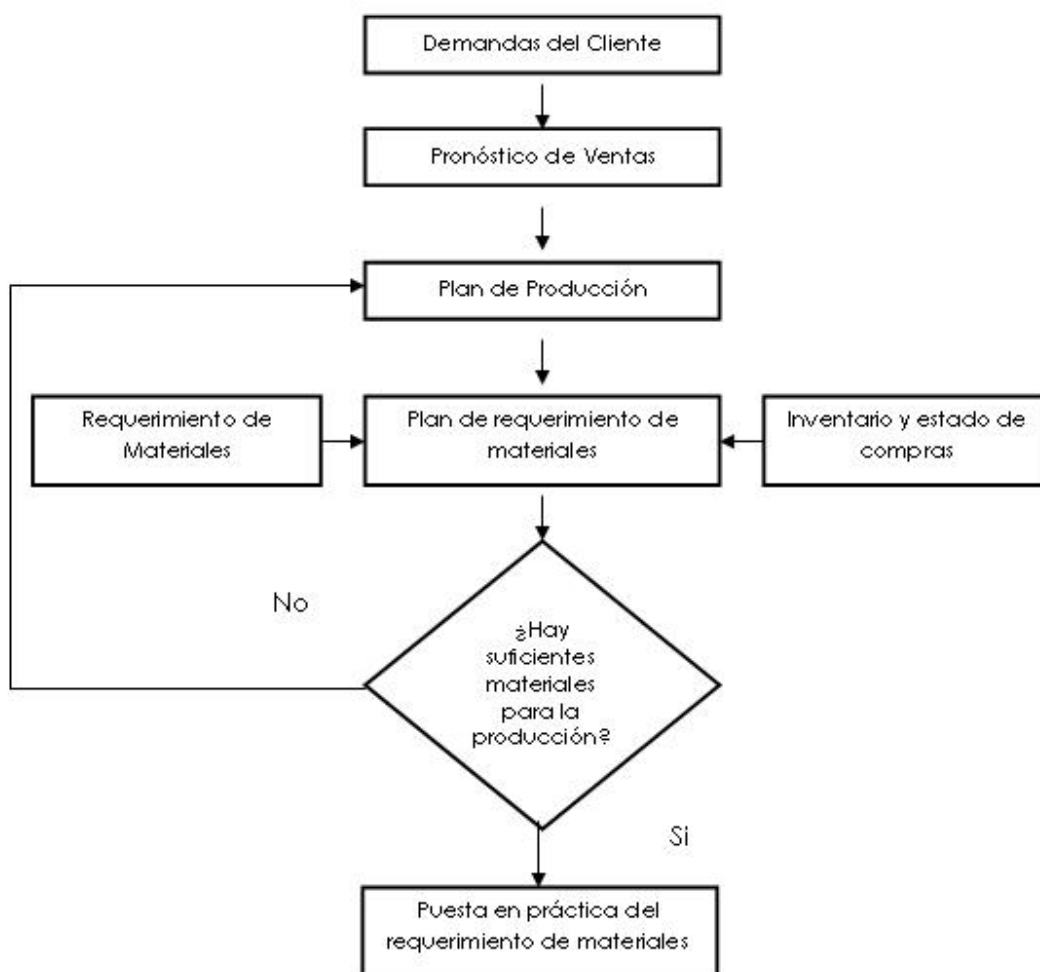 Demandas del Cliente
Pronóstico de Ventas
Plan de Producción
Requerimiento de
Materiales
Plan de requerimiento de
materiales
Inventario y estado de
compras
No
¿Hay
suficientes
materiales
para la
producción?
Si
Puesta en práctica del
requerimiento de materiales